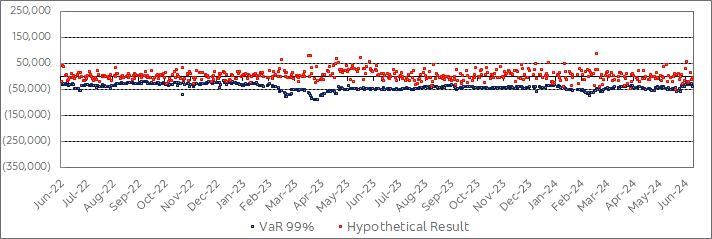 250,000
150,000
50,000
(50,000)
(150,000)
(250,000)
(350,000)
Jun-22
Jul-22
Aug-22
Sep-22
Oct-22
Nov-22
Dec-22
Jan-23
Feb-23
Mar-23
Apr-23
May-23
Jun-23
Jul-23
Aug-23
Sep-23
Oct-23
Nov-23
Dec-23
Jan-24
Feb-24
Mar-24
Apr-24
May-24
Jun-24
VaR 99%
Hypothetical Result